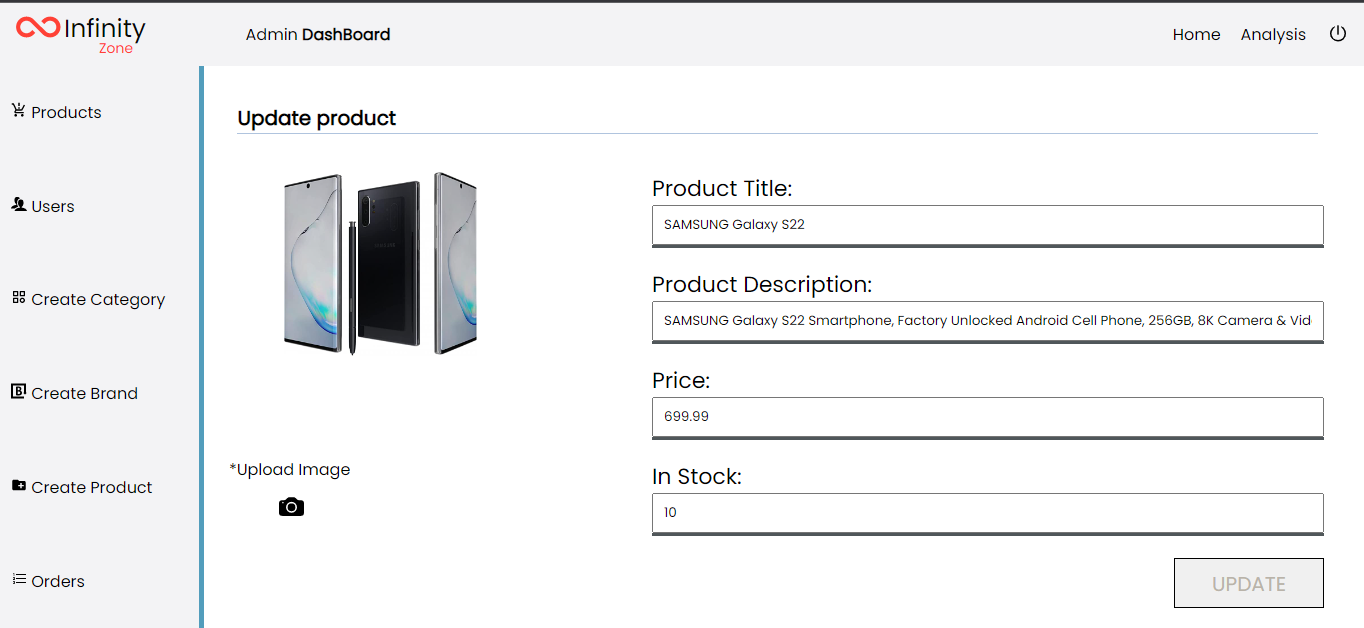 Infinity
Zone
Admin DashBoard
Home
Analysis
Products
Users
Create Category
Create Brand
Create Product
Orders
Update product
*Upload Image
Product Title:
SAMSUNG Galaxy S22
Product Description:
SAMSUNG Galaxy S22 Smartphone, Factory Unlocked Android Cell Phone, 256GB, 8K Camera & Vid
Price:
699.99
In Stock:
10
UPDATE